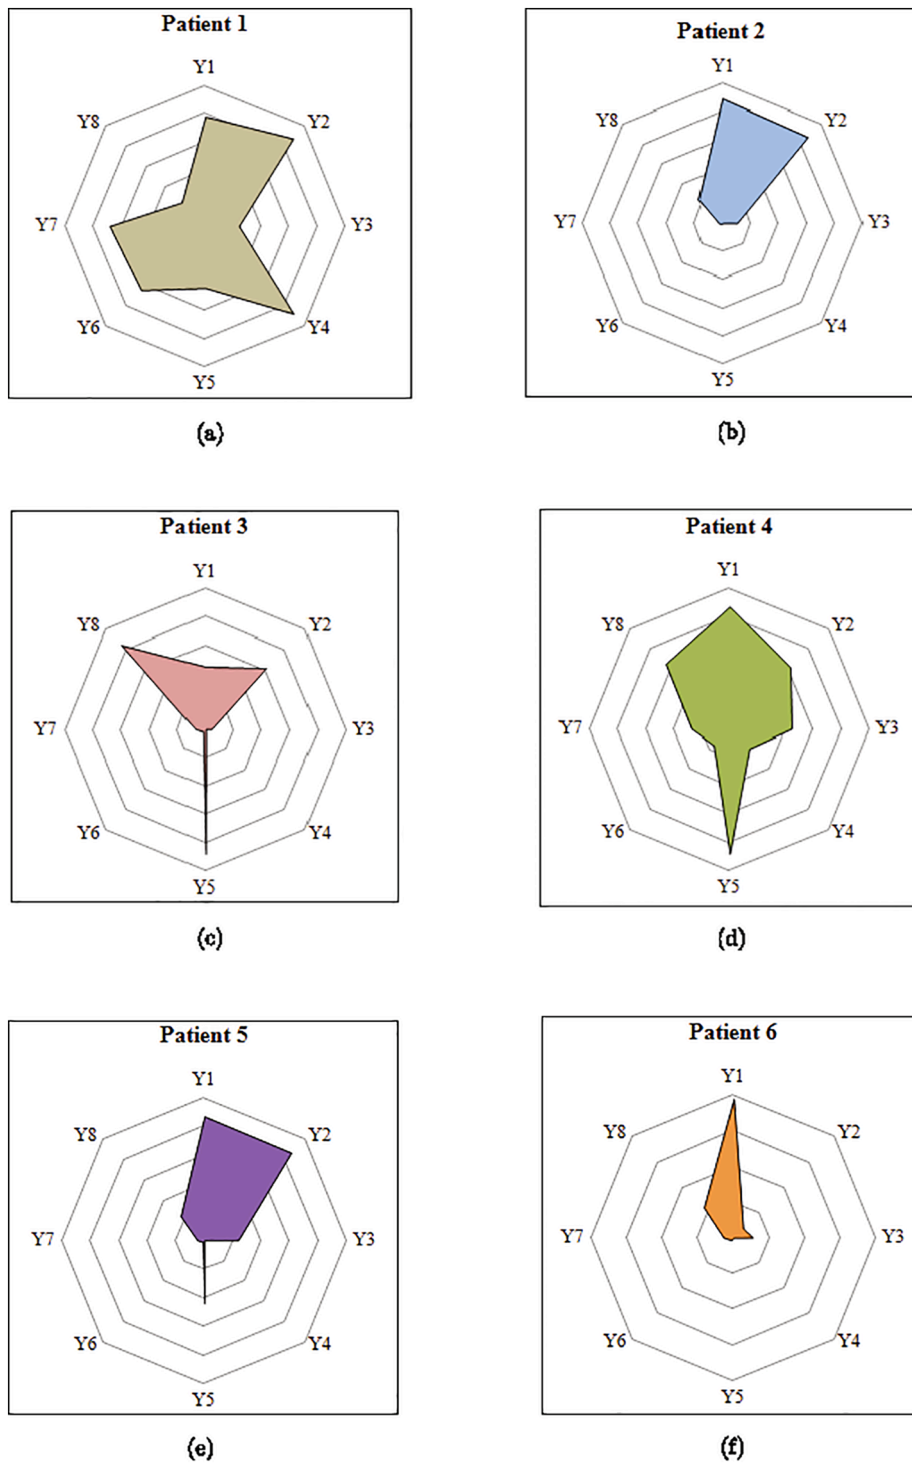 Patient 1
Y1
Y2
Y3
Y4
Y5
Y6
Y7
Y8
(a)
Patient 2
Y1
Y2
Y3
Y4
Y5
Y6
Y7
Y8
(b)
Patient 3
Y1
Y2
Y3
Y4
Y5
Y6
Y7
Y8
(c)
Patient 4
Y1
Y2
Y3
Y4
Y5
Y6
Y7
Y8
(d)
Patient 5
Y1
Y2
Y3
Y4
Y5
Y6
Y7
Y8
(e)
Patient 6
Y1
Y2
Y3
Y4
Y5
Y6
Y7
Y8
(f)